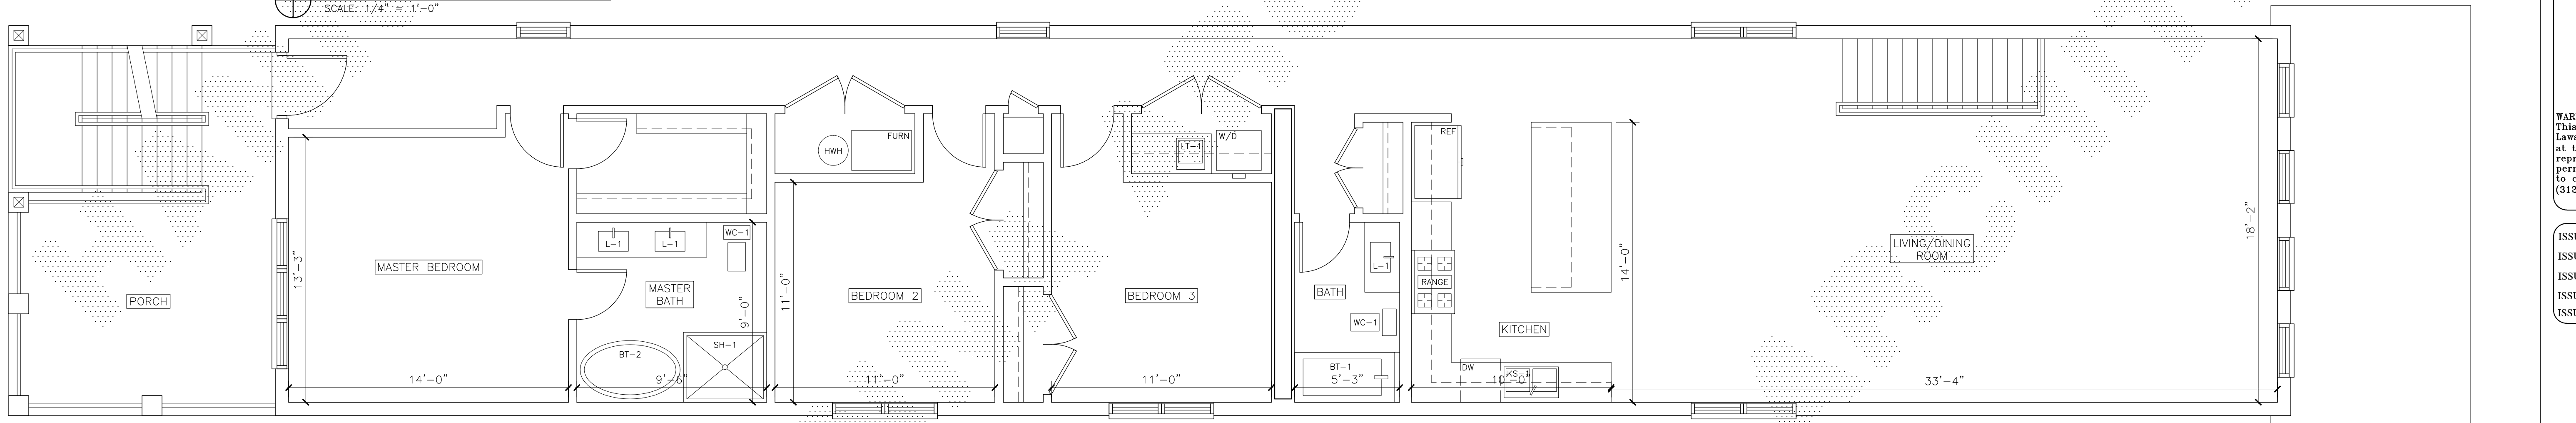 SCALE: 1/4" = 1'-0"
PORCH
MASTER BEDROOM
13'-3"
14'-0"
L-1
L-1
WC-1
MASTER
BATH
9'-0"
BT-2
SH-1
9'-6"
HWH
FURN
11'-0"
BEDROOM 2
11'-0"
LT-1
W/D
BEDROOM 3
11'-0"
L-1
BATH
WC-1
BT-1
5'-3"
REF
RANGE
KITCHEN
DW
KS-1
10'-0"
14'-0"
LIVING/DINING
ROOM
33'-4"
18'-2"
WAR
This
Laws
at t
repr
perr
to c
(312
ISSU
ISSU
ISSU
ISSU
ISSU